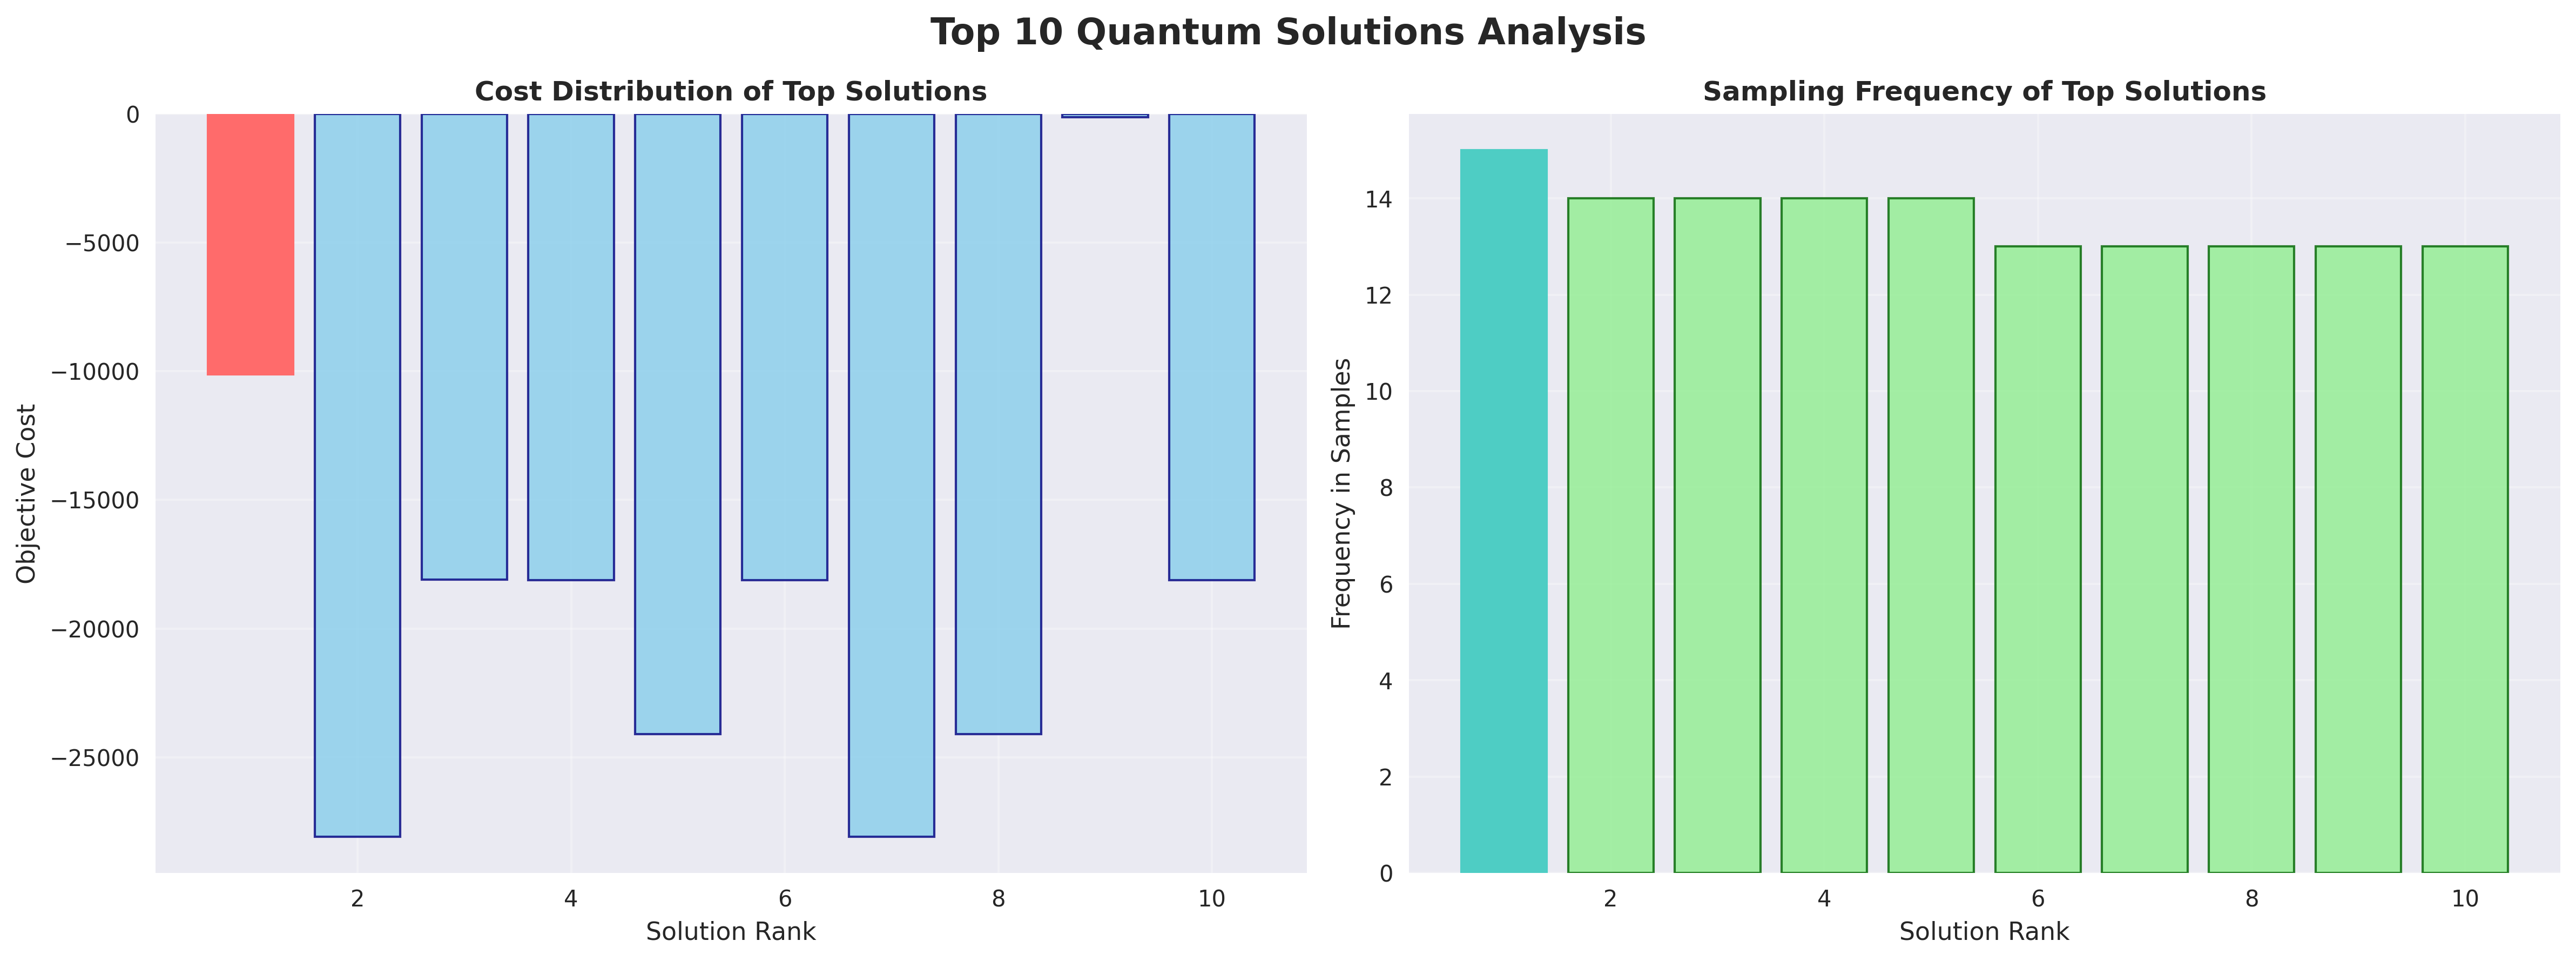 Top 10 Quantum Solutions Analysis
Cost Distribution of Top Solutions
0
−5000
−10000
−15000
−20000
−25000
Objective Cost
2 4 6 8 10
Solution Rank
Sampling Frequency of Top Solutions
14
12
10
8
6
4
2
0
Frequency in Samples
2 4 6 8 10
Solution Rank